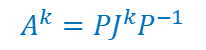 A^k = PJ^kP^{-1}